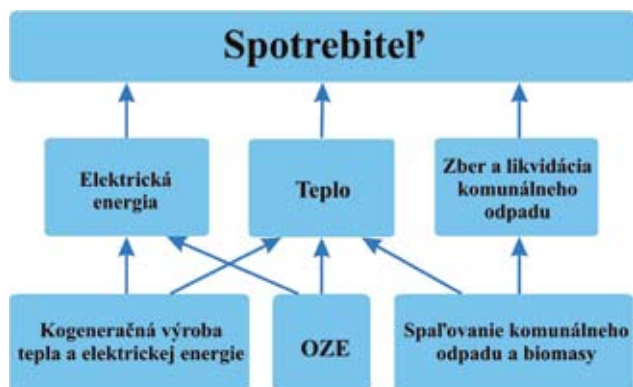 Spotrebiteľ
Elektrická
energia
Teplo
Zber a likvidácia
komunálneho
odpadu
Kogeneračná výroba
tepla a elektrickej energie
OZE
Spaľovanie komunálneho
odpadu a biomasy